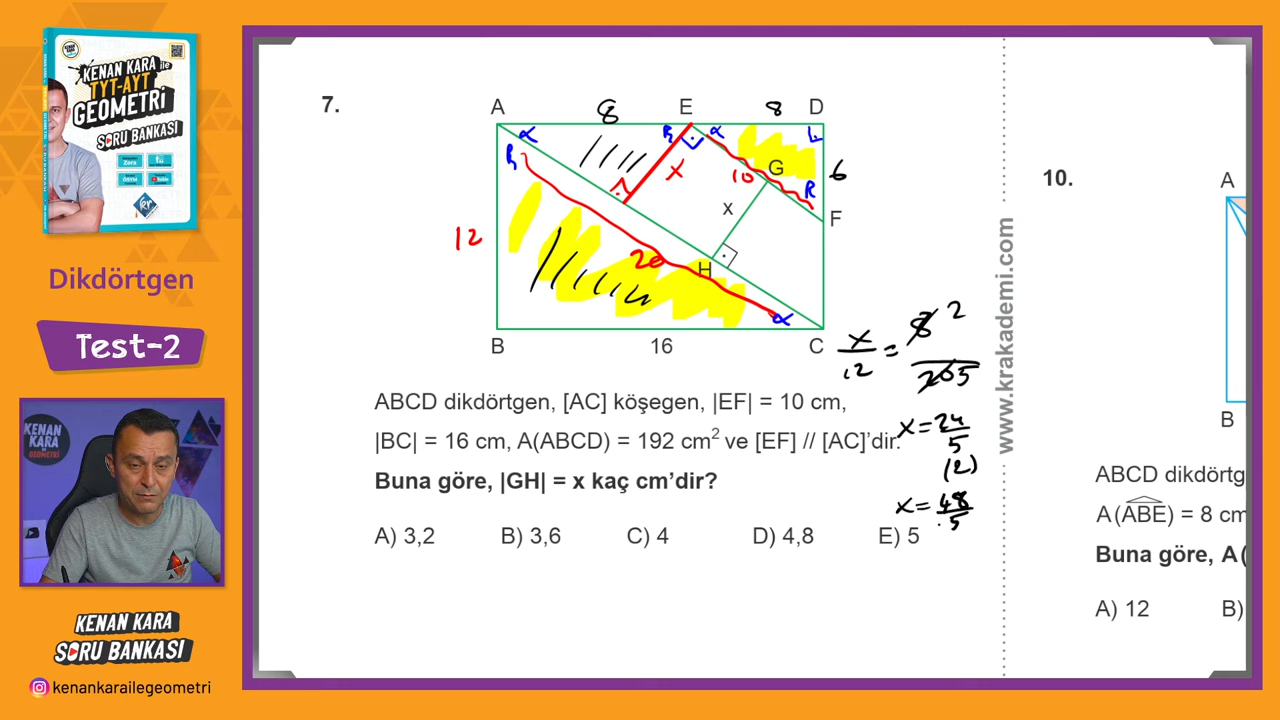 KENAN KARA ile
TYT-AYT
GEOMETRİ
SORU BANKASI
Dikdörtgen
Test-2
KENAN KARA
SORU BANKASI
kenankarailegeometri
7.
A 8 E 8 D
α β α
β x 10 G 6
β
x F
12
20 H
α
B 16 C
x/12 = 8 2/20 5
x = 24/5
(2)
x = 48/5
ABCD dikdörtgen, [AC] köşegen, |EF| = 10 cm,
|BC| = 16 cm, A(ABCD) = 192 cm² ve [EF] // [AC]'dir.
Buna göre, |GH| = x kaç cm'dir?
A) 3,2 B) 3,6 C) 4 D) 4,8 E) 5
www.krakademi.com
10.
A
B
ABCD dikdörtg
A(ABE) = 8 cm
Buna göre, A(
A) 12 B)